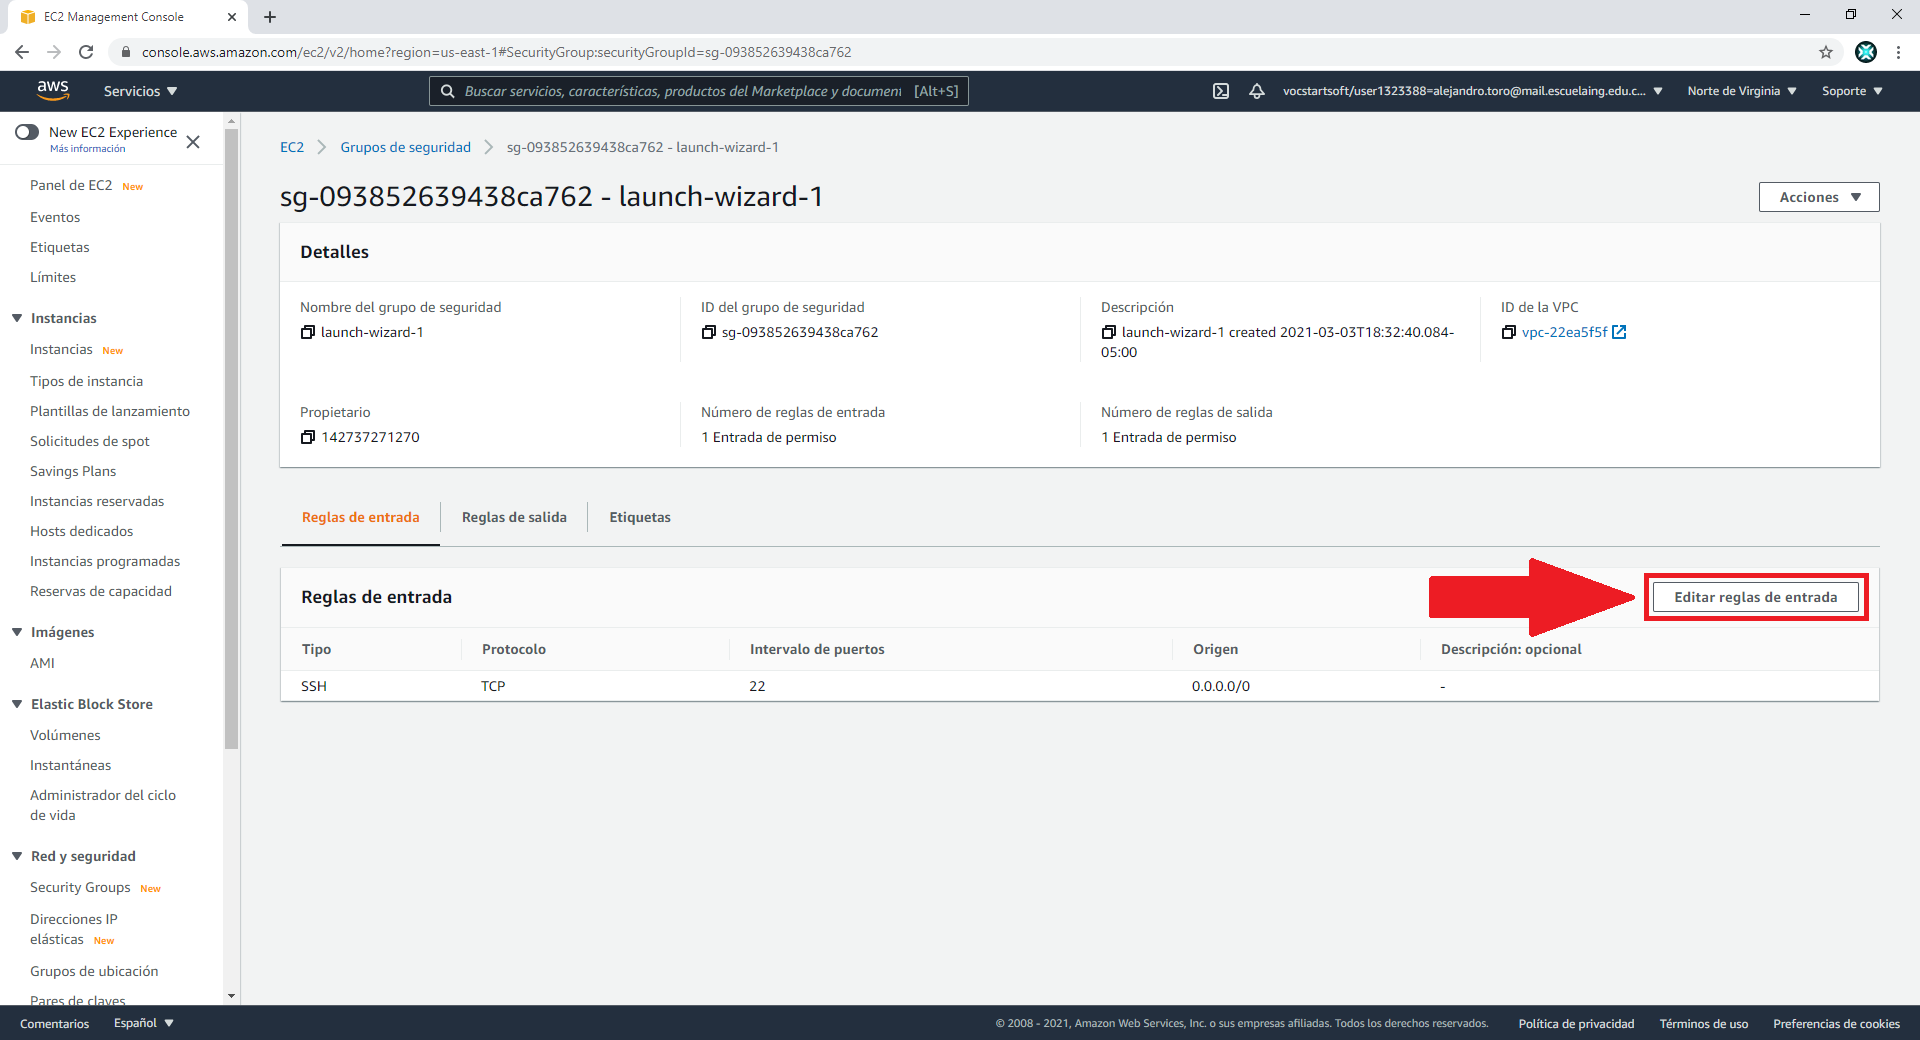 EC2 Management Console
console.aws.amazon.com/ec2/v2/home?region=us-east-1#SecurityGroup:securityGroupId=sg-093852639438ca762
aws
Servicios
Buscar servicios, características, productos del Marketplace y document [Alt+S]
vocstartsoft/user1323388=alejandro.toro@mail.escuelaing.edu.c...
Norte de Virginia
Soporte
New EC2 Experience
Más información
Panel de EC2 New
Eventos
Etiquetas
Límites
Instancias
Instancias New
Tipos de instancia
Plantillas de lanzamiento
Solicitudes de spot
Savings Plans
Instancias reservadas
Hosts dedicados
Instancias programadas
Reservas de capacidad
Imágenes
AMI
Elastic Block Store
Volúmenes
Instantáneas
Administrador del ciclo
de vida
Red y seguridad
Security Groups New
Direcciones IP
elásticas New
Grupos de ubicación
Pares de claves
EC2
Grupos de seguridad
sg-093852639438ca762 - launch-wizard-1
sg-093852639438ca762 - launch-wizard-1
Acciones
Detalles
Nombre del grupo de seguridad
launch-wizard-1
ID del grupo de seguridad
sg-093852639438ca762
Descripción
launch-wizard-1 created 2021-03-03T18:32:40.084-
05:00
ID de la VPC
vpc-22ea5f5f
Propietario
142737271270
Número de reglas de entrada
1 Entrada de permiso
Número de reglas de salida
1 Entrada de permiso
Reglas de entrada
Reglas de salida
Etiquetas
Reglas de entrada
Editar reglas de entrada
Tipo Protocolo Intervalo de puertos Origen Descripción: opcional
SSH TCP 22 0.0.0.0/0 -
Comentarios
Español
© 2008 - 2021, Amazon Web Services, Inc. o sus empresas afiliadas. Todos los derechos reservados.
Política de privacidad
Términos de uso
Preferencias de cookies